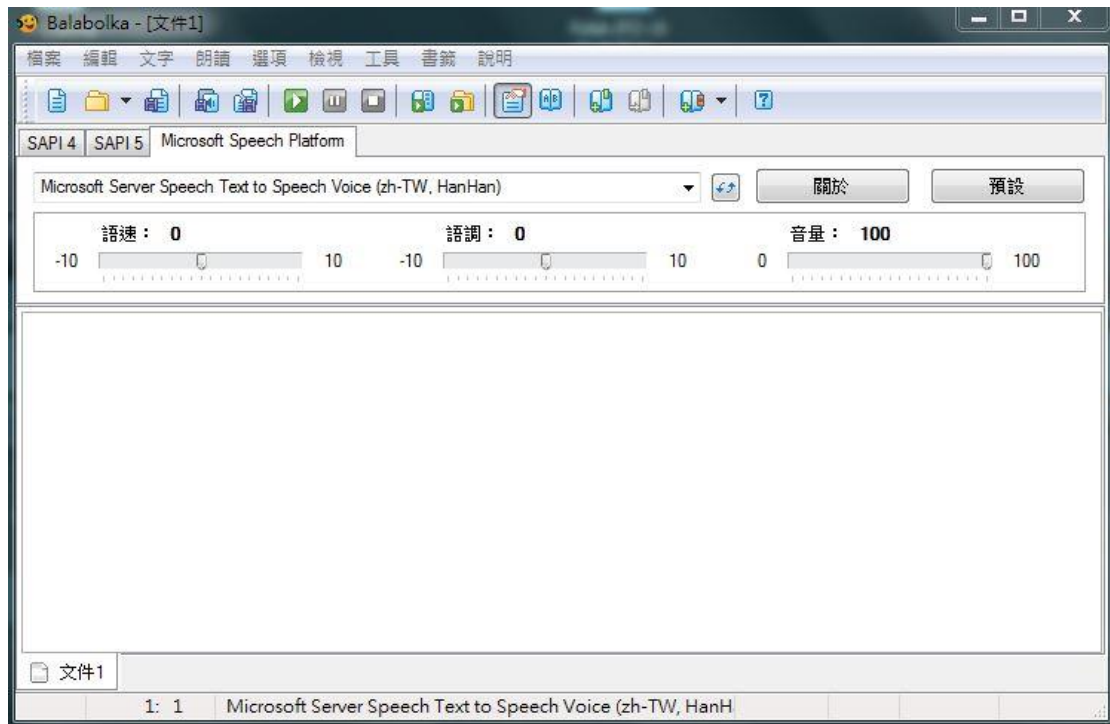 Balabolka - [文件1]
檔案 編輯 文字 朗讀 選項 檢視 工具 書籤 說明
SAPI 4 SAPI 5 Microsoft Speech Platform
Microsoft Server Speech Text to Speech Voice (zh-TW, HanHan) 關於 預設
語速： 0 語調： 0 音量： 100
-10 10 -10 10 0 100
文件1
1: 1 Microsoft Server Speech Text to Speech Voice (zh-TW, HanH